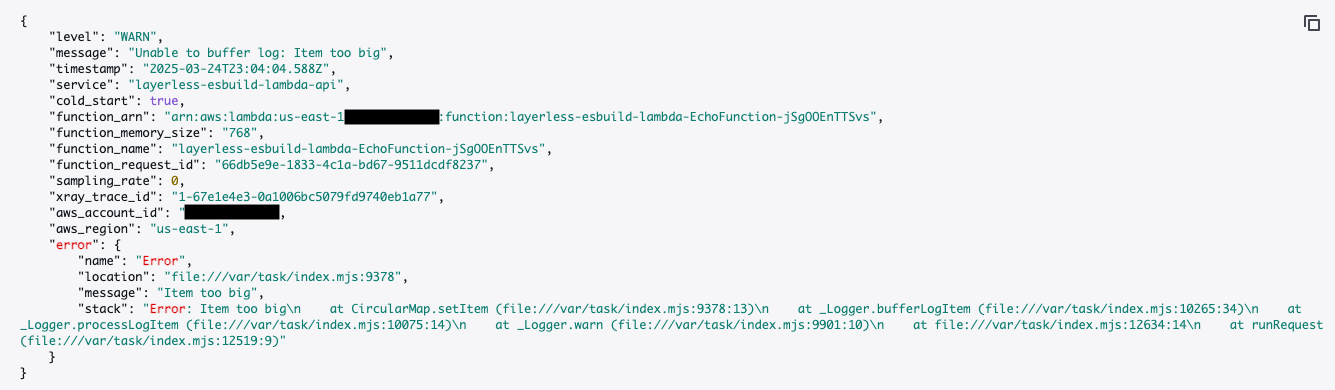 {
"level": "WARN",
"message": "Unable to buffer log: Item too big",
"timestamp": "2025-03-24T23:04:04.588Z",
"service": "layerless-esbuild-lambda-api",
"cold_start": true,
"function_arn": "arn:aws:lambda:us-east-1:function:layerless-esbuild-lambda-EchoFunction-jSgOOEnTTSvs",
"function_memory_size": "768",
"function_name": "layerless-esbuild-lambda-EchoFunction-jSgOOEnTTSvs",
"function_request_id": "66db5e9e-1833-4c1a-bd67-9511dcdf8237",
"sampling_rate": 0,
"xray_trace_id": "1-67e1e4e3-0a1006bc5079fd9740eb1a77",
"aws_account_id": ",
"aws_region": "us-east-1",
"error": {
"name": "Error",
"location": "file:///var/task/index.mjs:9378",
"message": "Item too big",
"stack": "Error: Item too big\n    at CircularMap.setItem (file:///var/task/index.mjs:9378:13)\n    at _Logger.bufferLogItem (file:///var/task/index.mjs:10265:34)\n    at
_Logger.processLogItem (file:///var/task/index.mjs:10075:14)\n    at _Logger.warn (file:///var/task/index.mjs:9901:10)\n    at file:///var/task/index.mjs:12634:14\n    at runRequest
(file:///var/task/index.mjs:12519:9)"
}
}